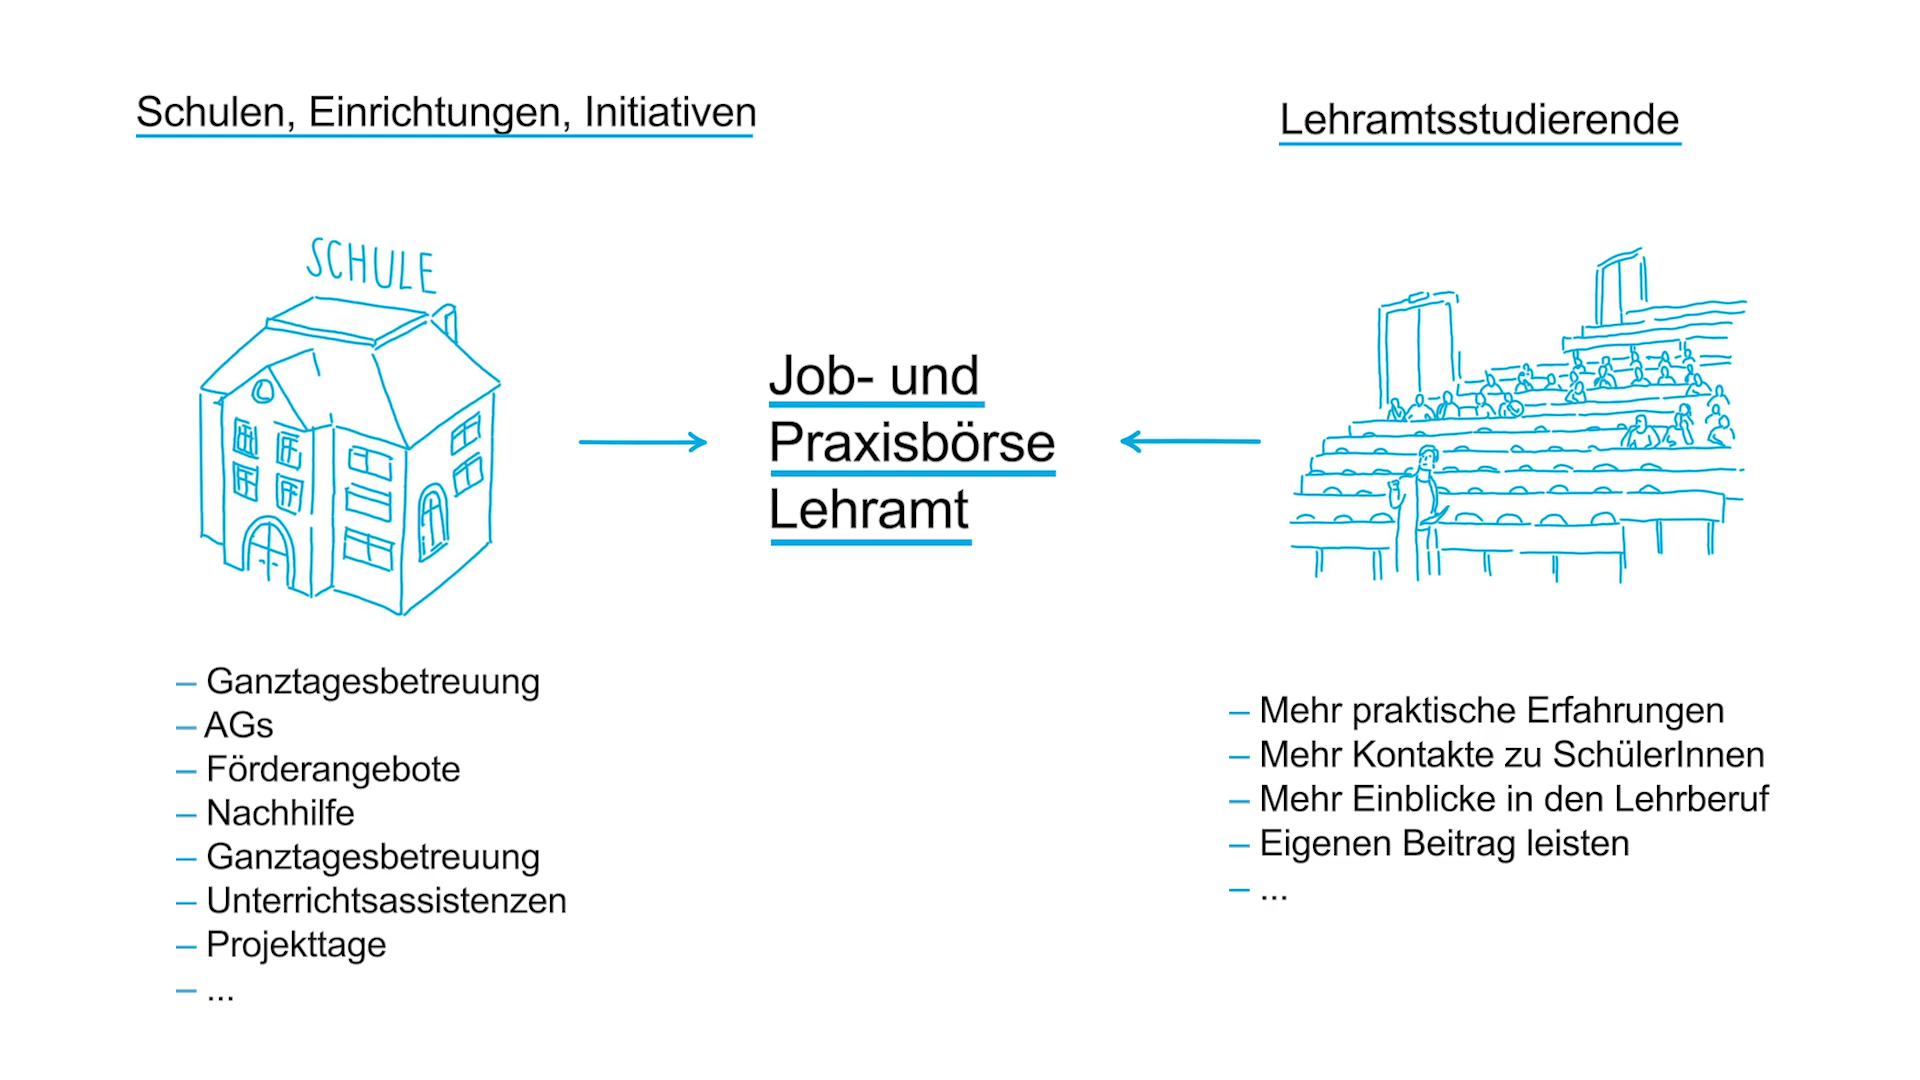 Schulen, Einrichtungen, Initiativen
SCHULE
– Ganztagesbetreuung
– AGs
– Förderangebote
– Nachhilfe
– Ganztagesbetreuung
– Unterrichtsassistenzen
– Projekttage
– ...
Job- und
Praxisbörse
Lehramt
Lehramtsstudierende
– Mehr praktische Erfahrungen
– Mehr Kontakte zu SchülerInnen
– Mehr Einblicke in den Lehrberuf
– Eigenen Beitrag leisten
– ...